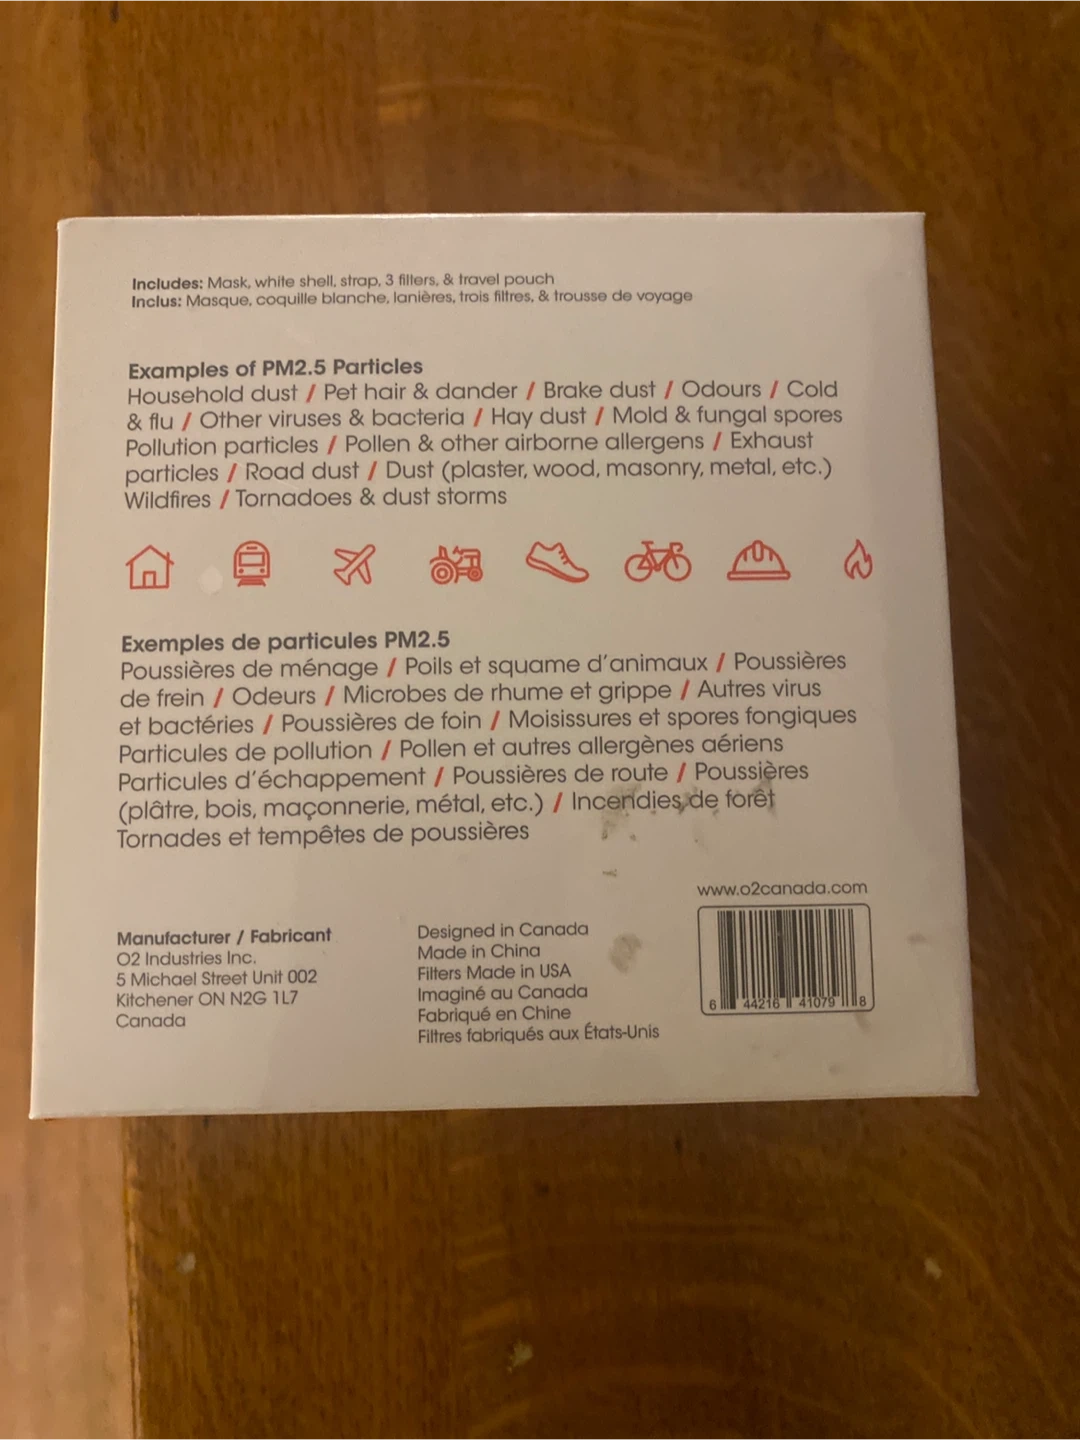 Includes: Mask, white shell, strap, 3 filters, & travel pouch
Inclus: Masque, coquille blanche, lanières, trois filtres, & trousse de voyage
Examples of PM2.5 Particles
Household dust / Pet hair & dander / Brake dust / Odours / Cold
& flu / Other viruses & bacteria / Hay dust / Mold & fungal spores
Pollution particles / Pollen & other airborne allergens / Exhaust
particles / Road dust / Dust (plaster, wood, masonry, metal, etc.)
Wildfires / Tornadoes & dust storms
Exemples de particules PM2.5
Poussières de ménage / Poils et squame d'animaux / Poussières
de frein / Odeurs / Microbes de rhume et grippe / Autres virus
et bactéries / Poussières de foin / Moisissures et spores fongiques
Particules de pollution / Pollen et autres allergènes aériens
Particules d'échappement / Poussières de route / Poussières
(plâtre, bois, maçonnerie, métal, etc.) / Incendies de forêt
Tornades et tempêtes de poussières
Manufacturer / Fabricant
O2 Industries Inc.
5 Michael Street Unit 002
Kitchener ON N2G 1L7
Canada
Designed in Canada
Made in China
Filters Made in USA
Imaginé au Canada
Fabriqué en Chine
Filtres fabriqués aux États-Unis
www.o2canada.com
6 44216 41079 8